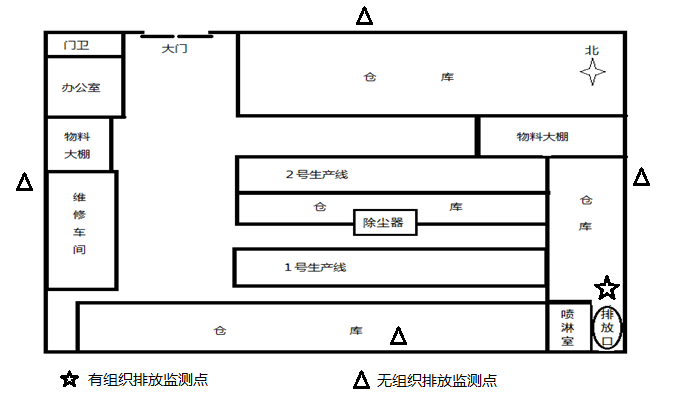 门卫
大门
北
仓 库
办公室
物料
大棚
物料大棚
2号生产线
维
修
车
间
仓 库
仓
库
除尘器
1号生产线
仓 库
喷
淋
室
排
放
口
有组织排放监测点
无组织排放监测点